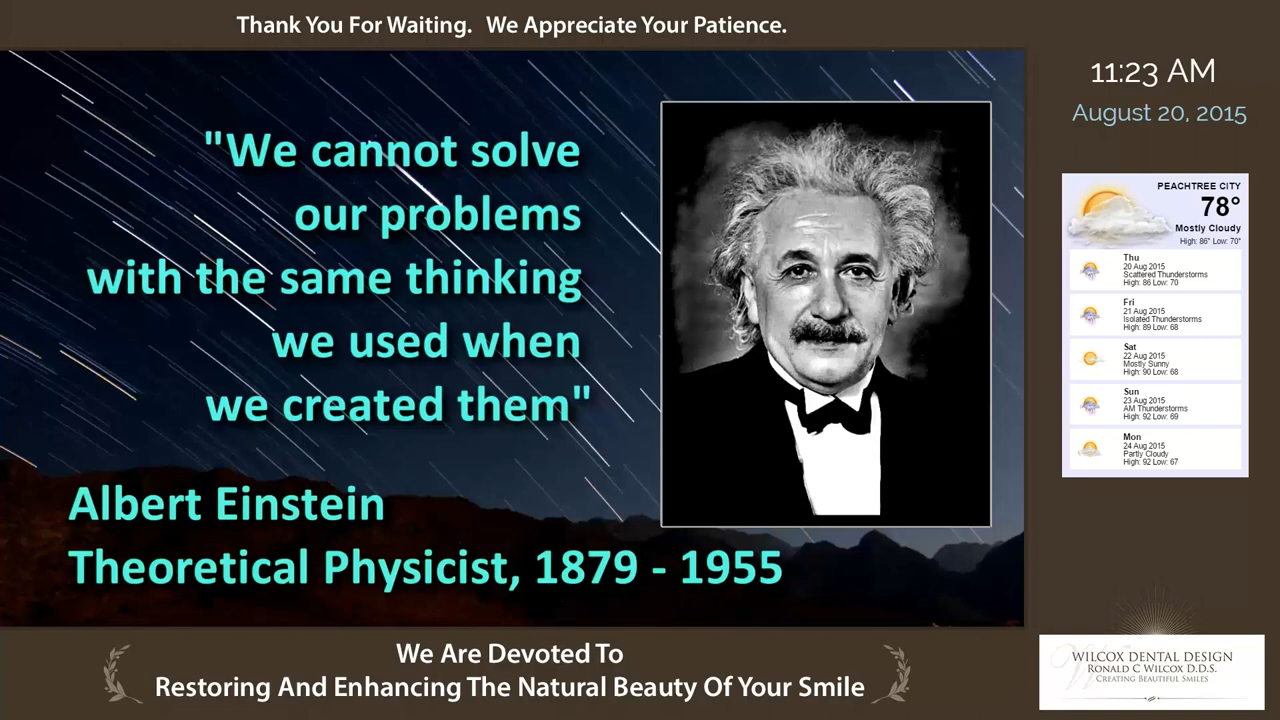 Thank You For Waiting.   We Appreciate Your Patience.
"We cannot solve
our problems
with the same thinking
we used when
we created them"
Albert Einstein
Theoretical Physicist, 1879 - 1955
We Are Devoted To
Restoring And Enhancing The Natural Beauty Of Your Smile
11:23 AM
August 20, 2015
PEACHTREE CITY
78°
Mostly Cloudy
High: 86° Low: 70°
Thu
20 Aug 2015
Scattered Thunderstorms
High: 86 Low: 70
Fri
21 Aug 2015
Isolated Thunderstorms
High: 89 Low: 68
Sat
22 Aug 2015
Mostly Sunny
High: 90 Low: 68
Sun
23 Aug 2015
AM Thunderstorms
High: 92 Low: 69
Mon
24 Aug 2015
Partly Cloudy
High: 92 Low: 67
W
WILCOX DENTAL DESIGN
RONALD C WILCOX D.D.S.
CREATING BEAUTIFUL SMILES